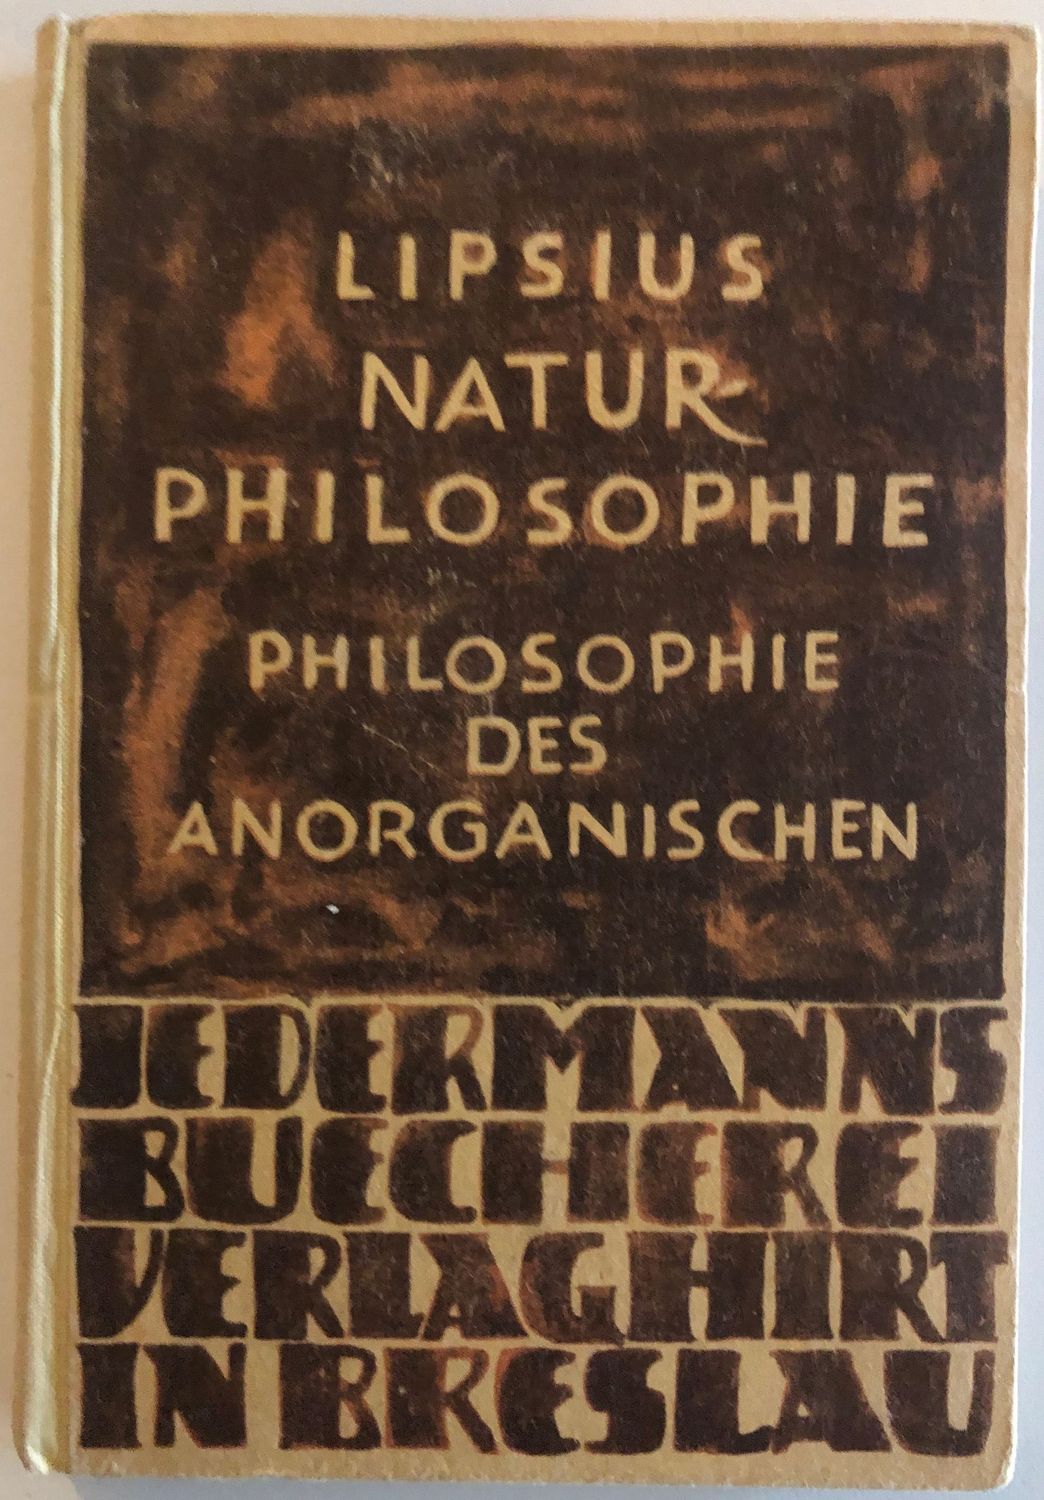 LIPSIUS
NATUR-
PHILOSOPHIE
PHILOSOPHIE
DES
ANORGANISCHEN
JEDERMANNS
BUECHEREI
VERLAG HIRT
IN BRESLAU